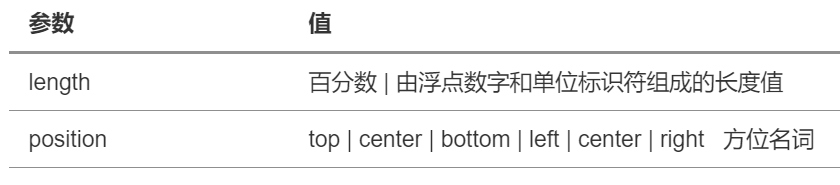 参数 值
length 百分数 | 由浮点数字和单位标识符组成的长度值
position top | center | bottom | left | center | right 方位名词